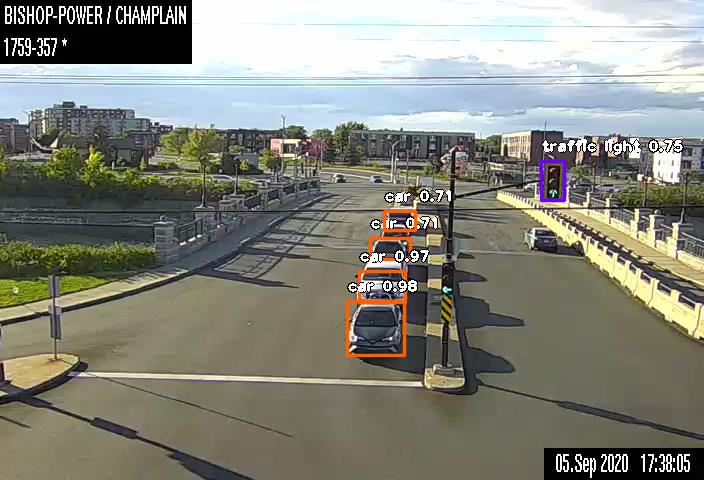 BISHOP-POWER / CHAMPLAIN
1759-357 *
traffic light 0.75
car 0.71
car 0.71
car 0.97
car 0.98
05.Sep 2020 17:38:05